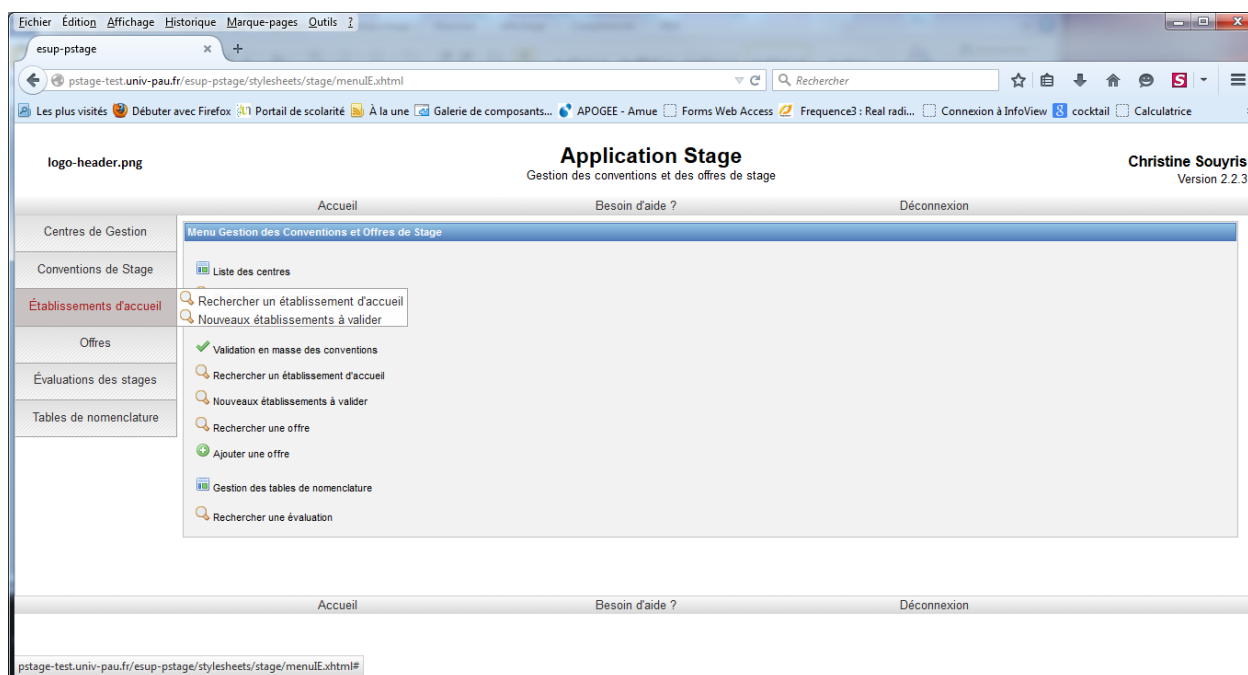 Fichier Édition Affichage Historique Marque-pages Outils ?
esup-pstage
pstage-test.univ-pau.fr/esup-pstage/stylesheets/stage/menuIE.xhtml
Rechercher
Les plus visités Débuter avec Firefox Portail de scolarité À la une Galerie de composants... APOGEE - Amue Forms Web Access Frequence3 : Real radi... Connexion à InfoView cocktail Calculatrice
logo-header.png
Application Stage
Gestion des conventions et des offres de stage
Christine Souyris
Version 2.2.3
Accueil Besoin d'aide ? Déconnexion
Centres de Gestion
Conventions de Stage
Établissements d'accueil
Offres
Évaluations des stages
Tables de nomenclature
Menu Gestion des Conventions et Offres de Stage
Liste des centres
Rechercher un établissement d'accueil
Nouveaux établissements à valider
Validation en masse des conventions
Rechercher un établissement d'accueil
Nouveaux établissements à valider
Rechercher une offre
Ajouter une offre
Gestion des tables de nomenclature
Rechercher une évaluation
Accueil Besoin d'aide ? Déconnexion
pstage-test.univ-pau.fr/esup-pstage/stylesheets/stage/menuIE.xhtml#